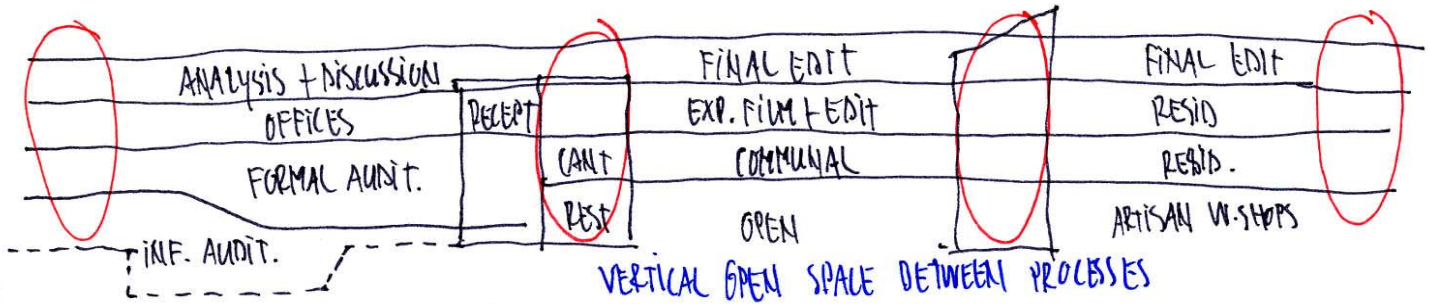 ANALYSIS + DISCUSSION
FINAL EDIT
FINAL EDIT
OFFICES
RECEPT
EXP. FILM + EDIT
RESID
FORMAL AUDIT.
CANT
COMMUNAL
RESID.
INF. AUDIT.
REST
OPEN
ARTISAN W.SHOPS
VERTICAL OPEN SPACE BETWEEN PROCESSES